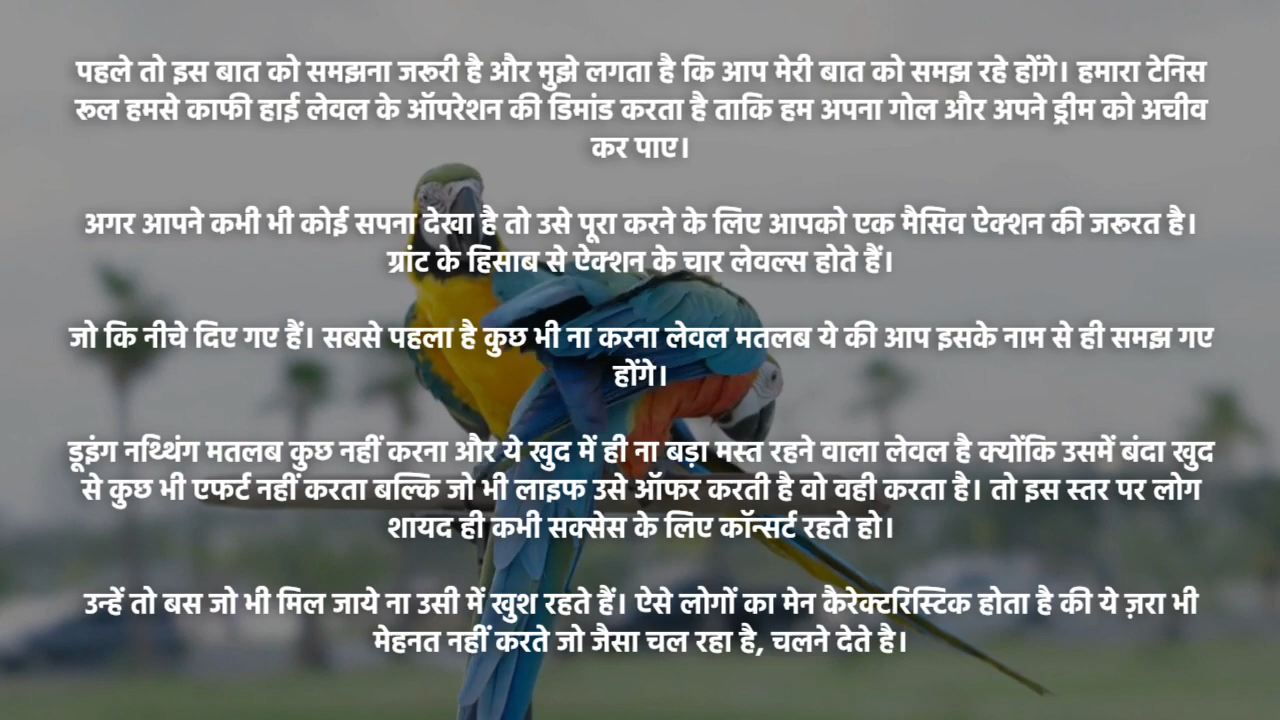 पहले तो इस बात को समझना जरूरी है और मुझे लगता है कि आप मेरी बात को समझ रहे होंगे। हमारा टेनिस
रूल हमसे काफी हाई लेवल के ऑपरेशन की डिमांड करता है ताकि हम अपना गोल और अपने ड्रीम को अचीव
कर पाए।
अगर आपने कभी भी कोई सपना देखा है तो उसे पूरा करने के लिए आपको एक मैसिव ऐक्शन की जरूरत है।
ग्रांट के हिसाब से ऐक्शन के चार लेवल्स होते हैं।
जो कि नीचे दिए गए हैं। सबसे पहला है कुछ भी ना करना लेवल मतलब ये की आप इसके नाम से ही समझ गए
होंगे।
डूइंग नथ्थिंग मतलब कुछ नहीं करना और ये खुद में ही ना बड़ा मस्त रहने वाला लेवल है क्योंकि उसमें बंदा खुद
से कुछ भी एफर्ट नहीं करता बल्कि जो भी लाइफ उसे ऑफर करती है वो वही करता है। तो इस स्तर पर लोग
शायद ही कभी सक्सेस के लिए कॉन्सर्ट रहते हो।
उन्हें तो बस जो भी मिल जाये ना उसी में खुश रहते हैं। ऐसे लोगों का मेन कैरेक्टरिस्टिक होता है की ये ज़रा भी
मेहनत नहीं करते जो जैसा चल रहा है, चलने देते है।